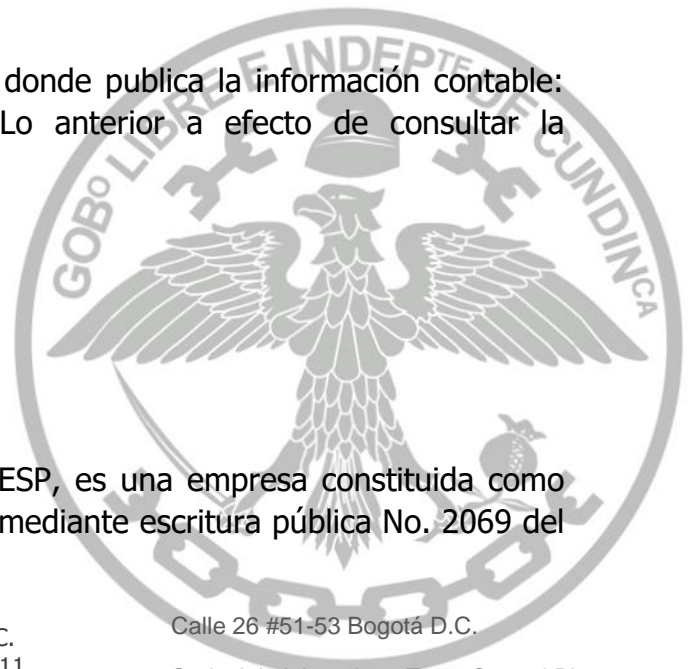 donde publica la información contable:
Lo anterior a efecto de consultar la
GOBº LIBRE E INDEPTE DE CUNDINCA
ESP, es una empresa constituida como
mediante escritura pública No. 2069 del
Calle 26 #51-53 Bogotá D.C.